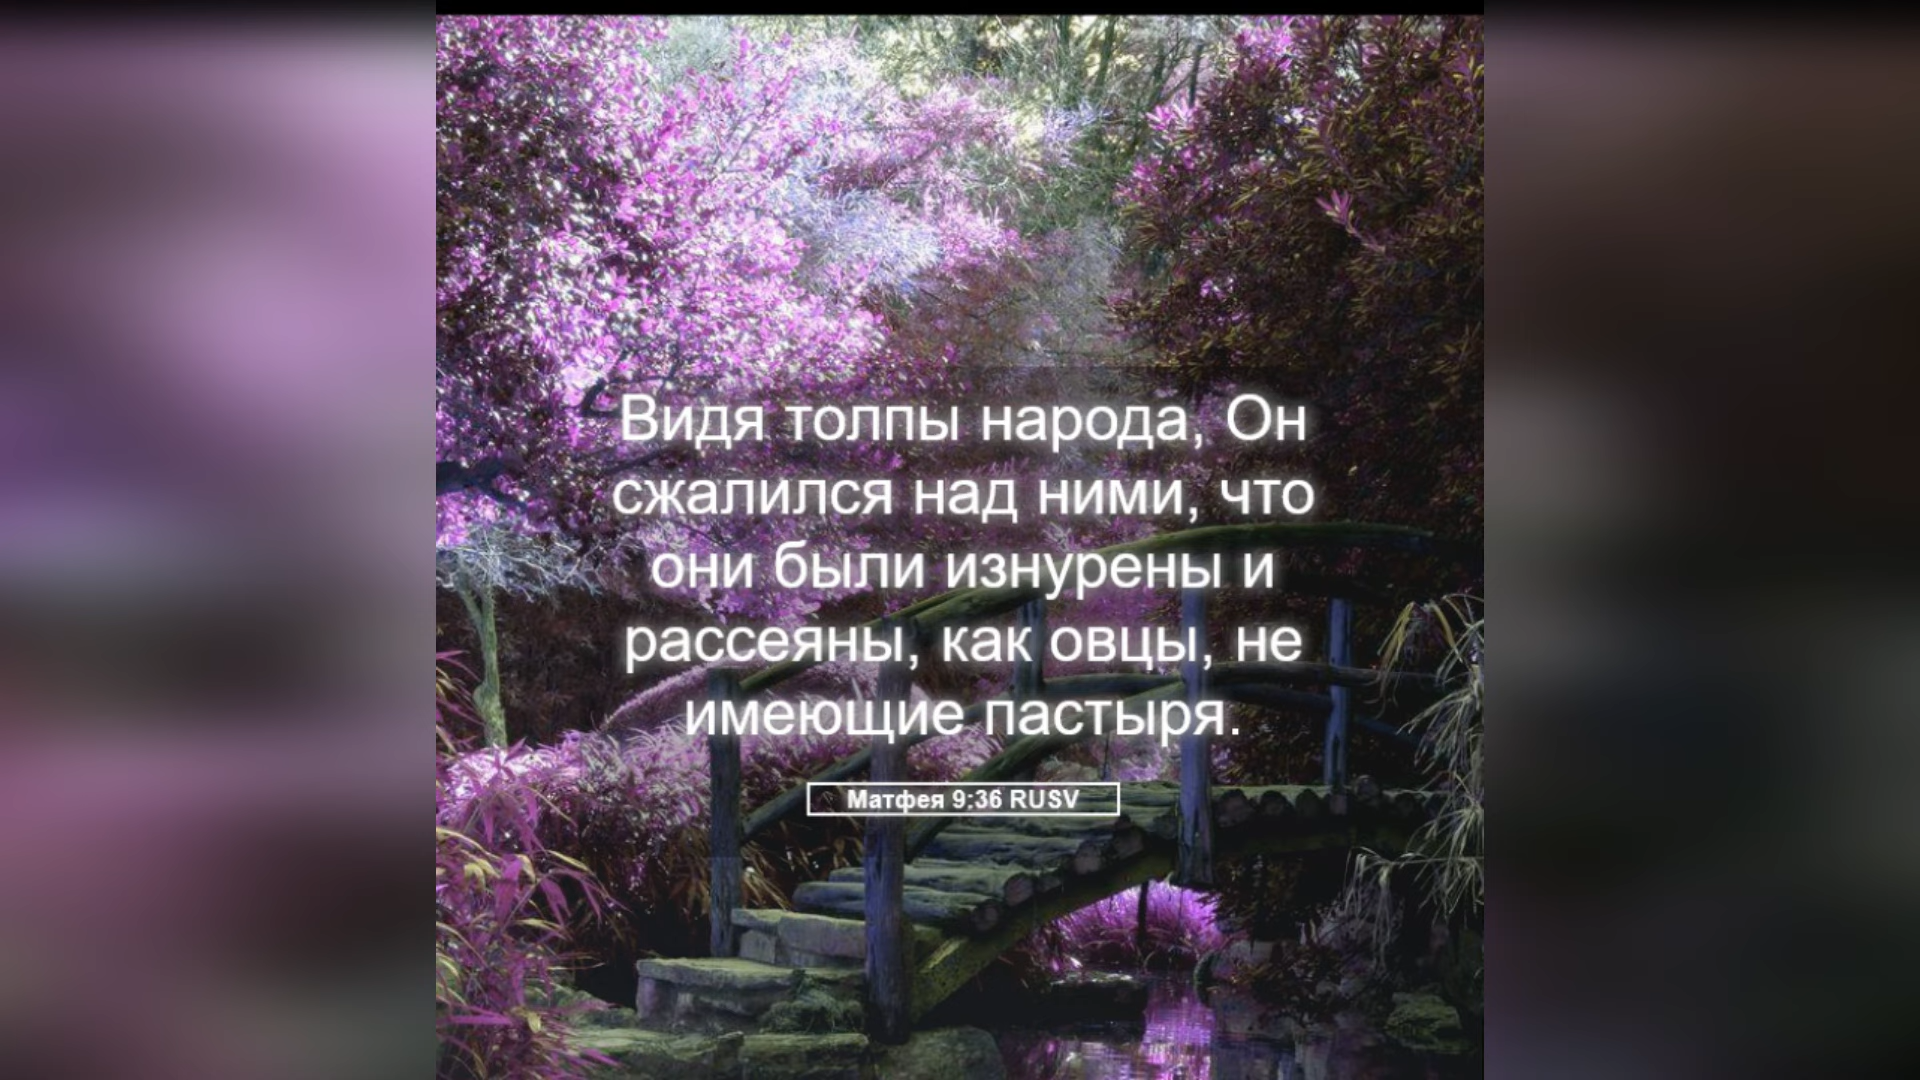 Видя толпы народа, Он
сжалился над ними, что
они были изнурены и
рассеяны, как овцы, не
имеющие пастыря.
Матфея 9:36 RUSV